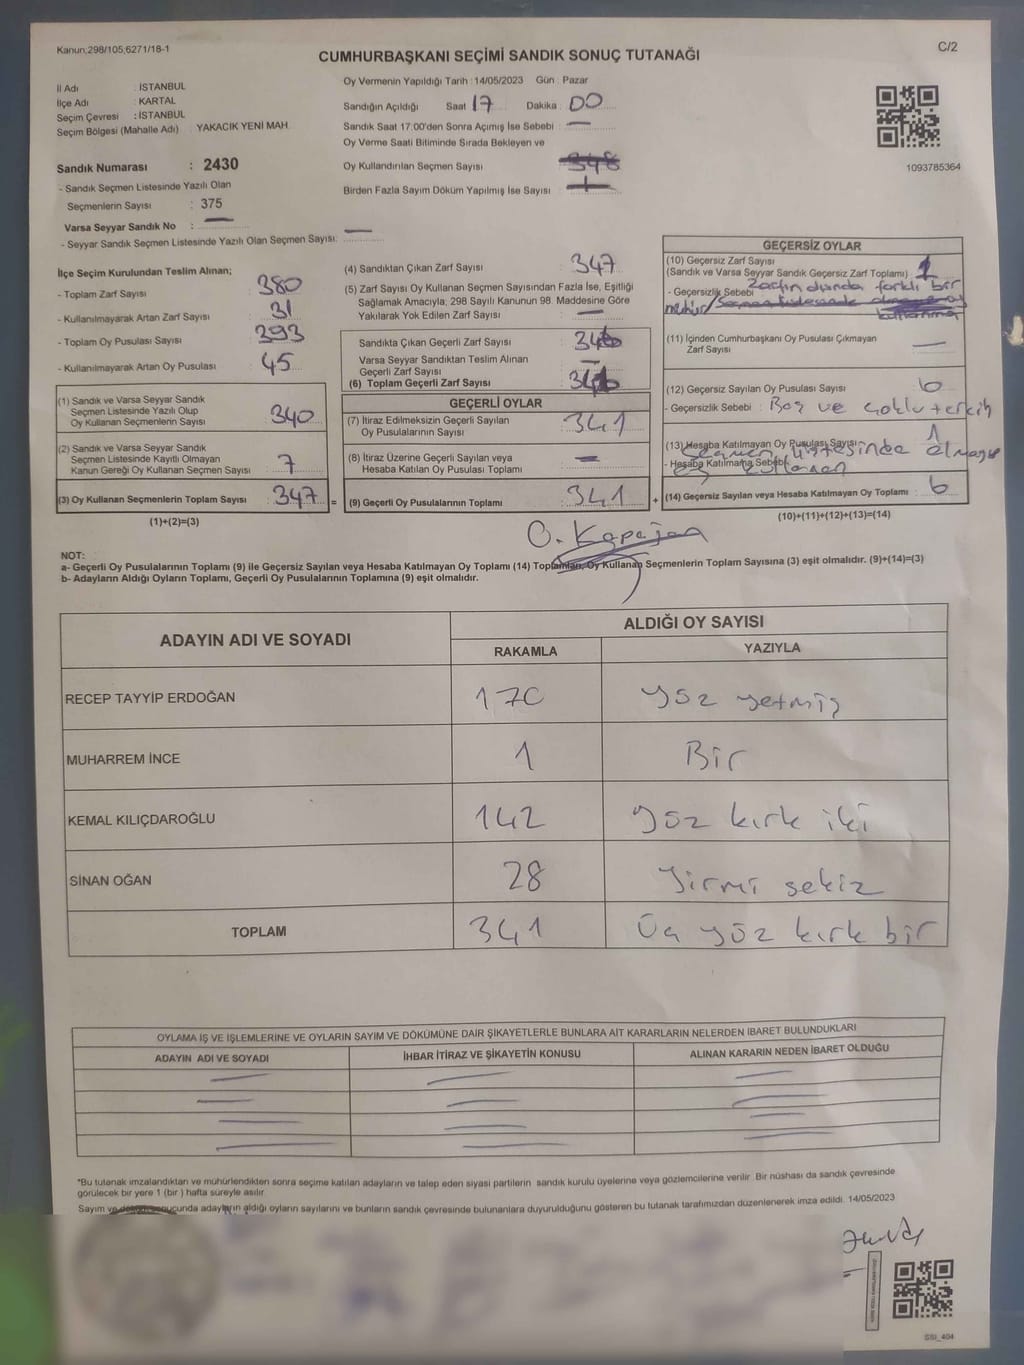 Kanun:298/105;6271/18-1
C/2
CUMHURBAŞKANI SEÇİMİ SANDIK SONUÇ TUTANAĞI
İl Adı : İSTANBUL
İlçe Adı : KARTAL
Seçim Çevresi : İSTANBUL
Seçim Bölgesi (Mahalle Adı) YAKACIK YENİ MAH.
Sandık Numarası : 2430
- Sandık Seçmen Listesinde Yazılı Olan
Seçmenlerin Sayısı : 375
Varsa Seyyar Sandık No : —
- Seyyar Sandık Seçmen Listesinde Yazılı Olan Seçmen Sayısı: —
Oy Vermenin Yapıldığı Tarih : 14/05/2023 Gün : Pazar
Sandığın Açıldığı Saat : 17 Dakika : 00
Sandık Saat 17.00'den Sonra Açımış İse Sebebi : —
Oy Verme Saati Bitiminde Sırada Bekleyen ve
Oy Kullandırılan Seçmen Sayısı
Birden Fazla Sayım Döküm Yapılmış İse Sayısı
1093785364
İlçe Seçim Kurulundan Teslim Alınan;
- Toplam Zarf Sayısı : 380
- Kullanılmayarak Artan Zarf Sayısı : 31
- Toplam Oy Pusulası Sayısı : 393
- Kullanılmayarak Artan Oy Pusulası : 45
(1) Sandık ve Varsa Seyyar Sandık
Seçmen Listesinde Yazılı Olup
Oy Kullanan Seçmenlerin Sayısı : 340
(2) Sandık ve Varsa Seyyar Sandık
Seçmen Listesinde Kayıtlı Olmayan
Kanun Gereği Oy Kullanan Seçmen Sayısı : 7
(3) Oy Kullanan Seçmenlerin Toplam Sayısı : 347 =
(1)+(2)=(3)
(4) Sandıktan Çıkan Zarf Sayısı : 347
(5) Zarf Sayısı Oy Kullanan Seçmen Sayısından Fazla İse, Eşitliği
Sağlamak Amacıyla; 298 Sayılı Kanunun 98. Maddesine Göre
Yakılarak Yok Edilen Zarf Sayısı : —
Sandıkta Çıkan Geçerli Zarf Sayısı
Varsa Seyyar Sandıktan Teslim Alınan
Geçerli Zarf Sayısı : —
(6) Toplam Geçerli Zarf Sayısı
GEÇERLİ OYLAR
(7) İtiraz Edilmeksizin Geçerli Sayılan
Oy Pusulalarının Sayısı : 341
(8) İtiraz Üzerine Geçerli Sayılan veya
Hesaba Katılan Oy Pusulası Toplamı : —
(9) Geçerli Oy Pusulalarının Toplamı : 341 +
GEÇERSİZ OYLAR
(10) Geçersiz Zarf Sayısı
(Sandık ve Varsa Seyyar Sandık Geçersiz Zarf Toplamı) : 1
- Geçersizlik Sebebi : Zarfın dışında farklı bir
mühür
(11) İçinden Cumhurbaşkanı Oy Pusulası Çıkmayan
Zarf Sayısı : —
(12) Geçersiz Sayılan Oy Pusulası Sayısı : 6
- Geçersizlik Sebebi : Boş ve çoklu tercih
(13) Hesaba Katılmayan Oy Pusulası Sayısı : 1
Seçmen listesinde olmayıp
- Hesaba Katılmama Sebebi
(14) Geçersiz Sayılan veya Hesaba Katılmayan Oy Toplamı : 6
(10)+(11)+(12)+(13)=(14)
NOT:
a- Geçerli Oy Pusulalarının Toplamı (9) ile Geçersiz Sayılan veya Hesaba Katılmayan Oy Toplamı (14) Toplamları, Oy Kullanan Seçmenlerin Toplam Sayısına (3) eşit olmalıdır. (9)+(14)=(3)
b- Adayların Aldığı Oyların Toplamı, Geçerli Oy Pusulalarının Toplamına (9) eşit olmalıdır.
ADAYIN ADI VE SOYADI
ALDIĞI OY SAYISI
RAKAMLA YAZIYLA
RECEP TAYYİP ERDOĞAN 170 yüz yetmiş
MUHARREM İNCE 1 Bir
KEMAL KILIÇDAROĞLU 142 yüz kırk iki
SİNAN OĞAN 28 yirmi sekiz
TOPLAM 341 Üç yüz kırk bir
OYLAMA İŞ VE İŞLEMLERİNE VE OYLARIN SAYIM VE DÖKÜMÜNE DAİR ŞİKAYETLERLE BUNLARA AİT KARARLARIN NELERDEN İBARET BULUNDUKLARI
ADAYIN ADI VE SOYADI İHBAR İTİRAZ VE ŞİKAYETİN KONUSU ALINAN KARARIN NEDEN İBARET OLDUĞU
*Bu tutanak imzalandıktan ve mühürlendikten sonra seçime katılan adayların ve talep eden siyasi partilerin sandık kurulu üyelerine veya gözlemcilerine verilir. Bir nüshası da sandık çevresinde
görülecek bir yere 1 (bir) hafta süreyle asılır.
Sayım ve döküm sonucunda adayların aldığı oyların sayılarını ve bunların sandık çevresinde bulunanlara duyurulduğunu gösteren bu tutanak tarafımızdan düzenlenerek imza edildi. 14/05/2023
SSI_404